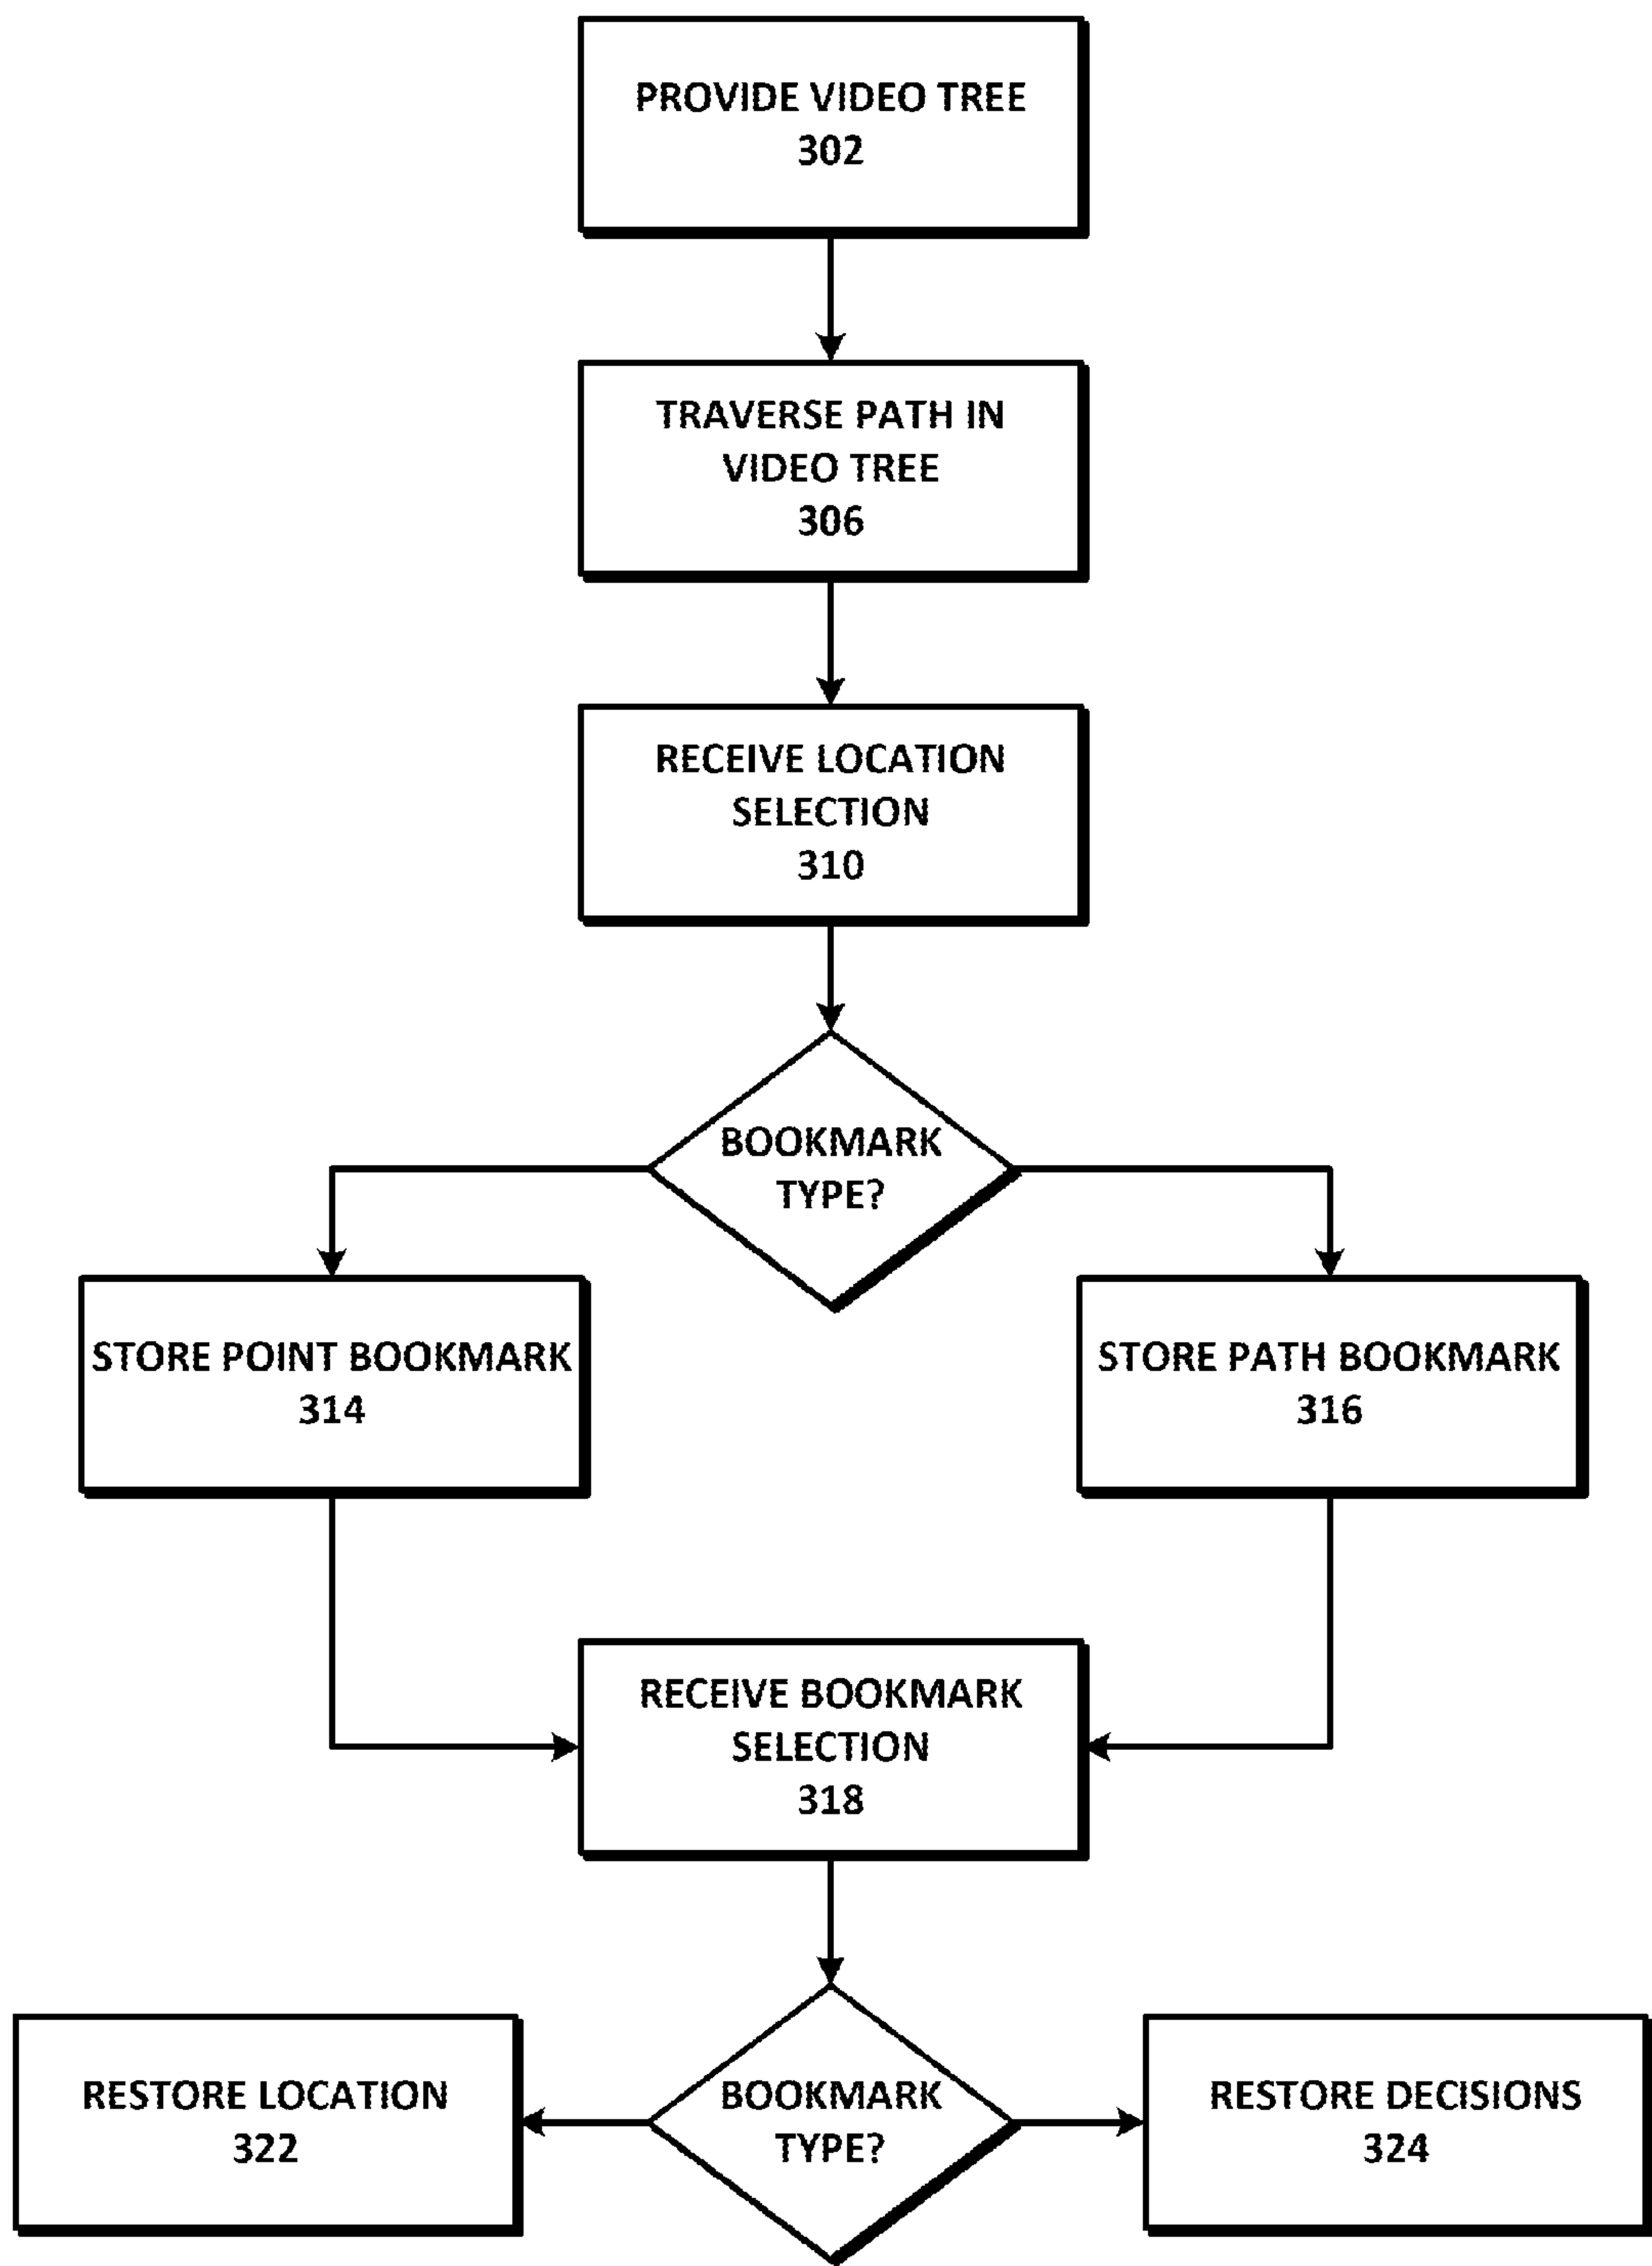 PROVIDE VIDEO TREE
302
TRAVERSE PATH IN
VIDEO TREE
306
RECEIVE LOCATION
SELECTION
310
BOOKMARK
TYPE?
STORE POINT BOOKMARK
314
STORE PATH BOOKMARK
316
RECEIVE BOOKMARK
SELECTION
318
RESTORE LOCATION
322
BOOKMARK
TYPE?
RESTORE DECISIONS
324